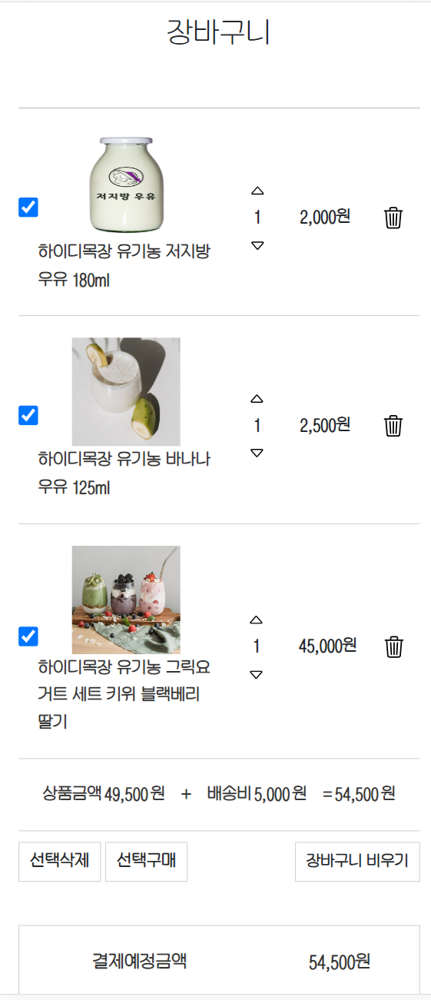 장바구니
저지방 우유
1
2,000원
하이디목장 유기농 저지방
우유 180ml
1
2,500원
하이디목장 유기농 바나나
우유 125ml
1
45,000원
하이디목장 유기농 그릭요
거트 세트 키위 블랙베리
딸기
상품금액 49,500 원 + 배송비 5,000 원 = 54,500 원
선택삭제 선택구매 장바구니 비우기
결제예정금액 54,500원